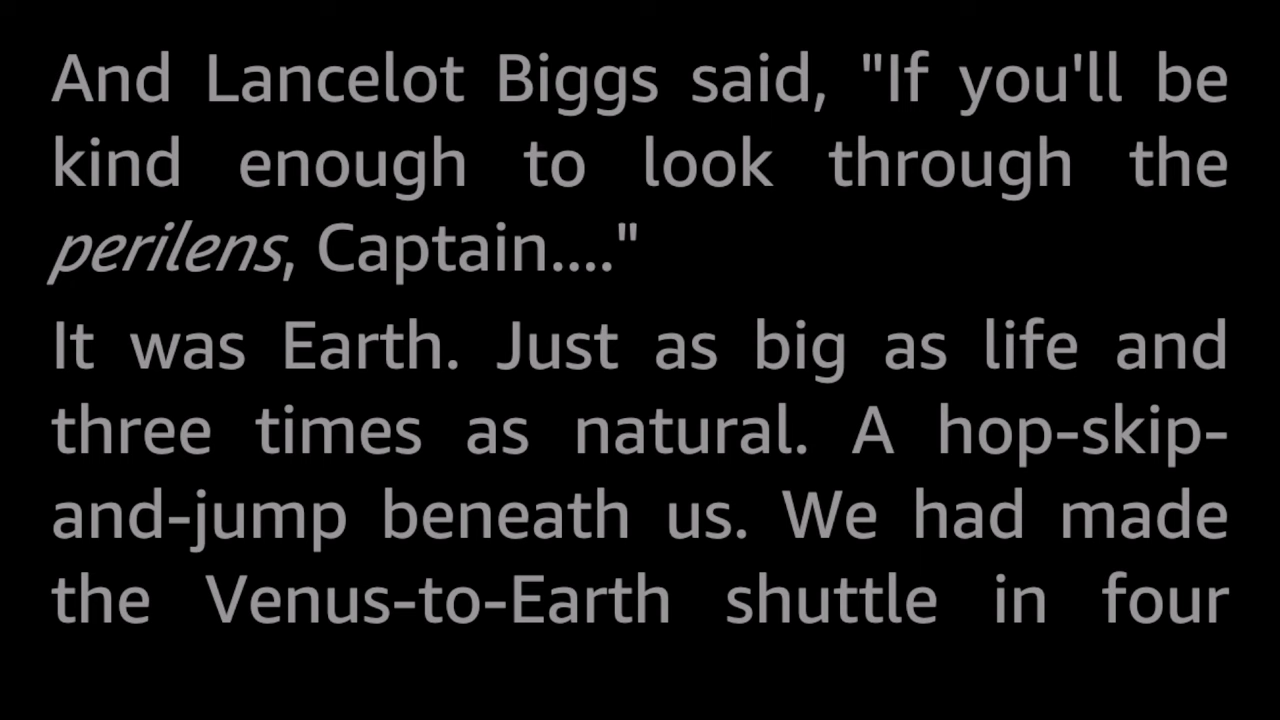 And Lancelot Biggs said, "If you'll be
kind enough to look through the
perilens, Captain...."
It was Earth. Just as big as life and
three times as natural. A hop-skip-
and-jump beneath us. We had made
the Venus-to-Earth shuttle in four